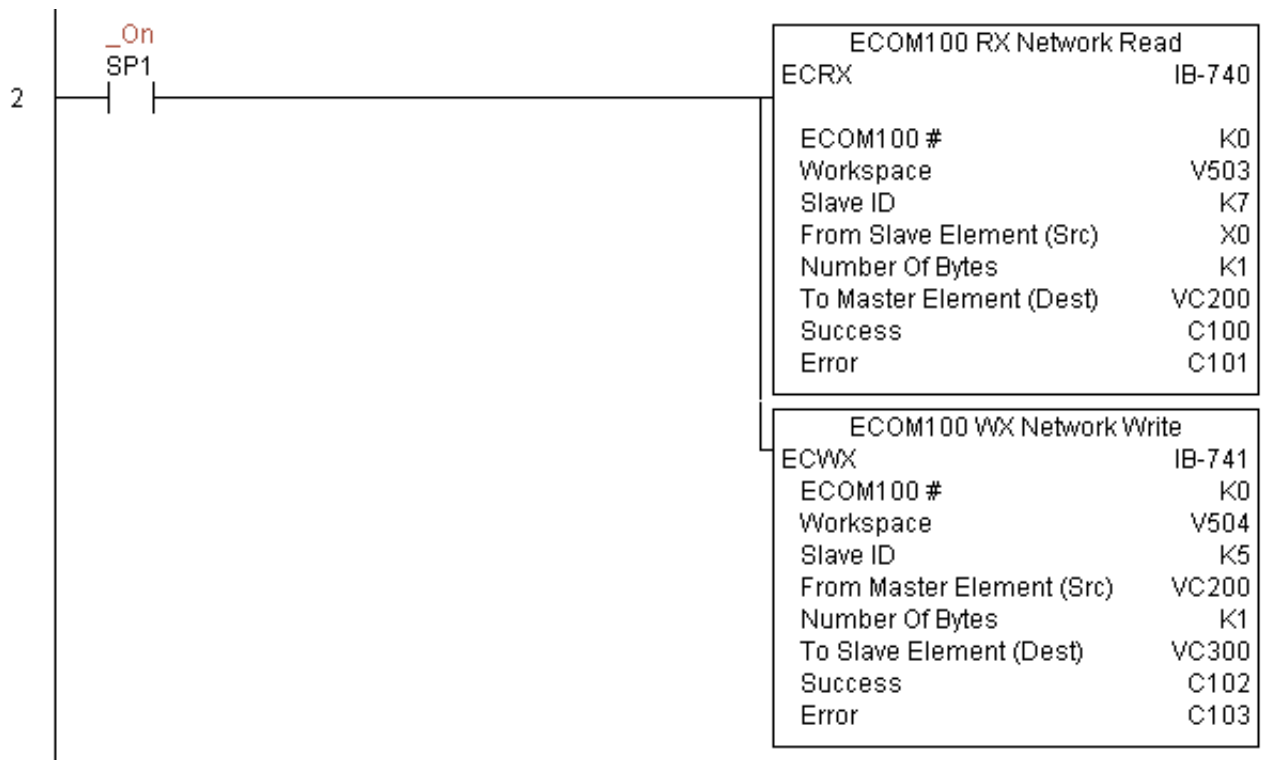 _On
SP1
2
ECOM100 RX Network Read
ECRX IB-740
ECOM100 # K0
Workspace V503
Slave ID K7
From Slave Element (Src) X0
Number Of Bytes K1
To Master Element (Dest) VC200
Success C100
Error C101
ECOM100 WX Network Write
ECWX IB-741
ECOM100 # K0
Workspace V504
Slave ID K5
From Master Element (Src) VC200
Number Of Bytes K1
To Slave Element (Dest) VC300
Success C102
Error C103